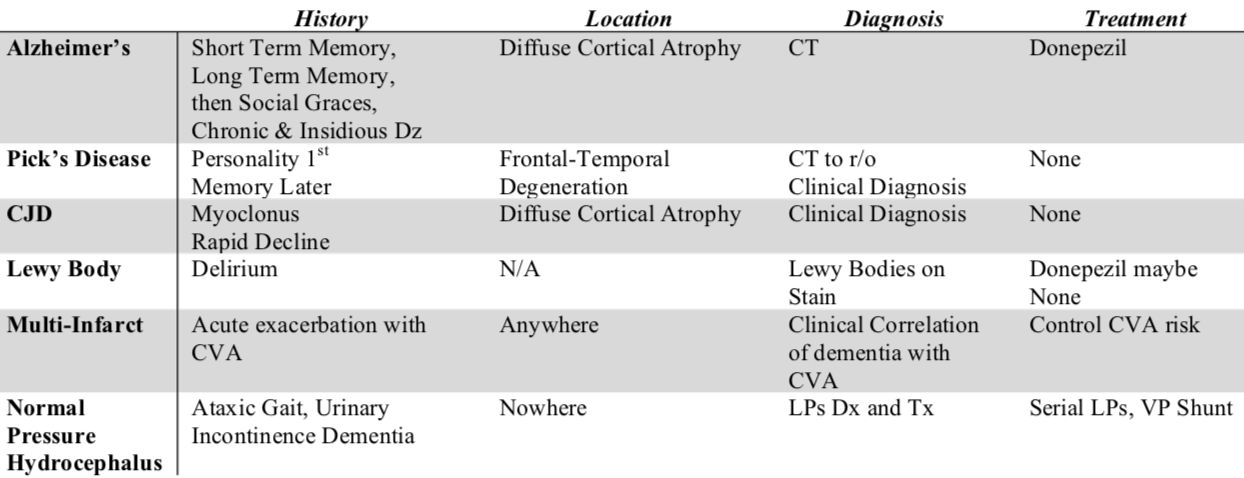 History Location Diagnosis Treatment
Alzheimer's Short Term Memory, Diffuse Cortical Atrophy CT Donepezil
Long Term Memory,
then Social Graces,
Chronic & Insidious Dz
Pick's Disease Personality 1st Frontal-Temporal CT to r/o None
Memory Later Degeneration Clinical Diagnosis
CJD Myoclonus Diffuse Cortical Atrophy Clinical Diagnosis None
Rapid Decline
Lewy Body Delirium N/A Lewy Bodies on Donepezil maybe
Stain None
Multi-Infarct Acute exacerbation with Anywhere Clinical Correlation Control CVA risk
CVA of dementia with
CVA
Normal Ataxic Gait, Urinary Nowhere LPs Dx and Tx Serial LPs, VP Shunt
Pressure Incontinence Dementia
Hydrocephalus